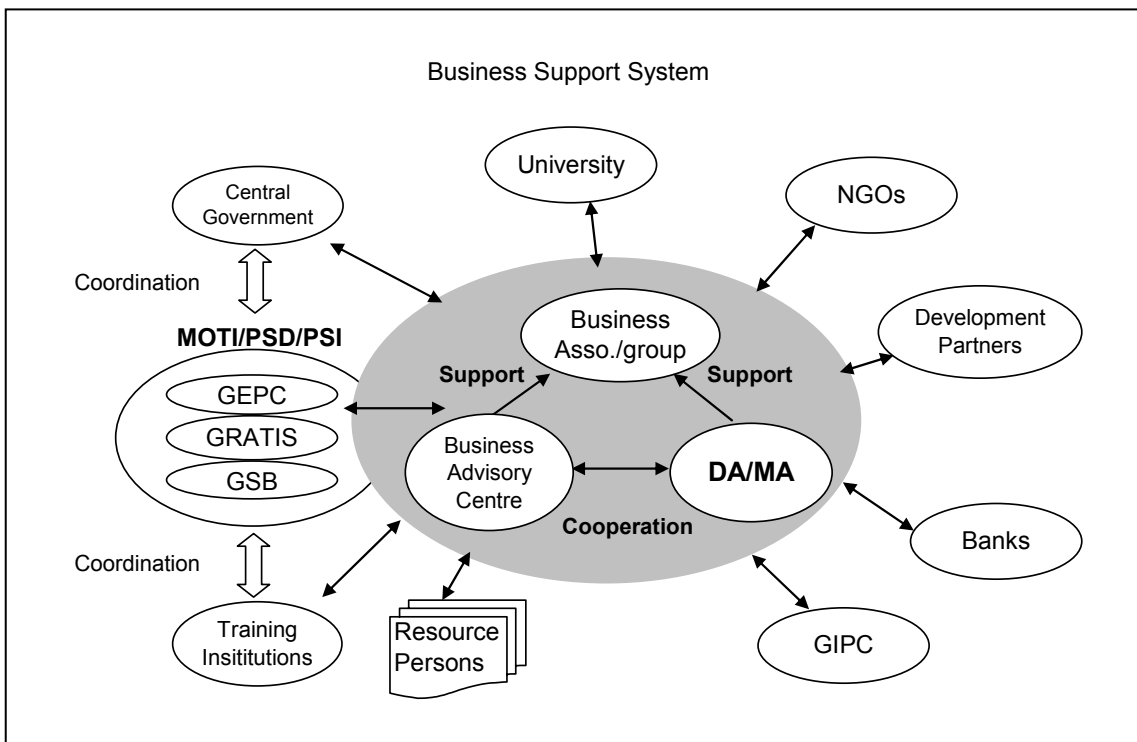 Business Support System
University
Central
Government
NGOs
Coordination
Business
Asso./group
Development
Partners
MOTI/PSD/PSI
Support
Support
GEPC
GRATIS
GSB
Business
Advisory
Centre
DA/MA
Cooperation
Banks
Coordination
Training
Insititutions
Resource
Persons
GIPC